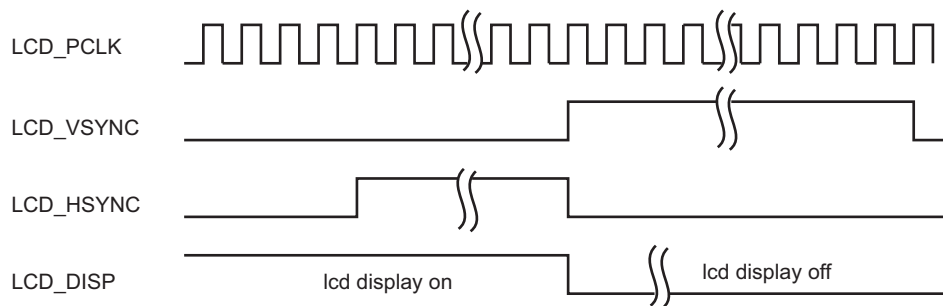 LCD_PCLK
LCD_VSYNC
LCD_HSYNC
LCD_DISP
lcd display on
lcd display off